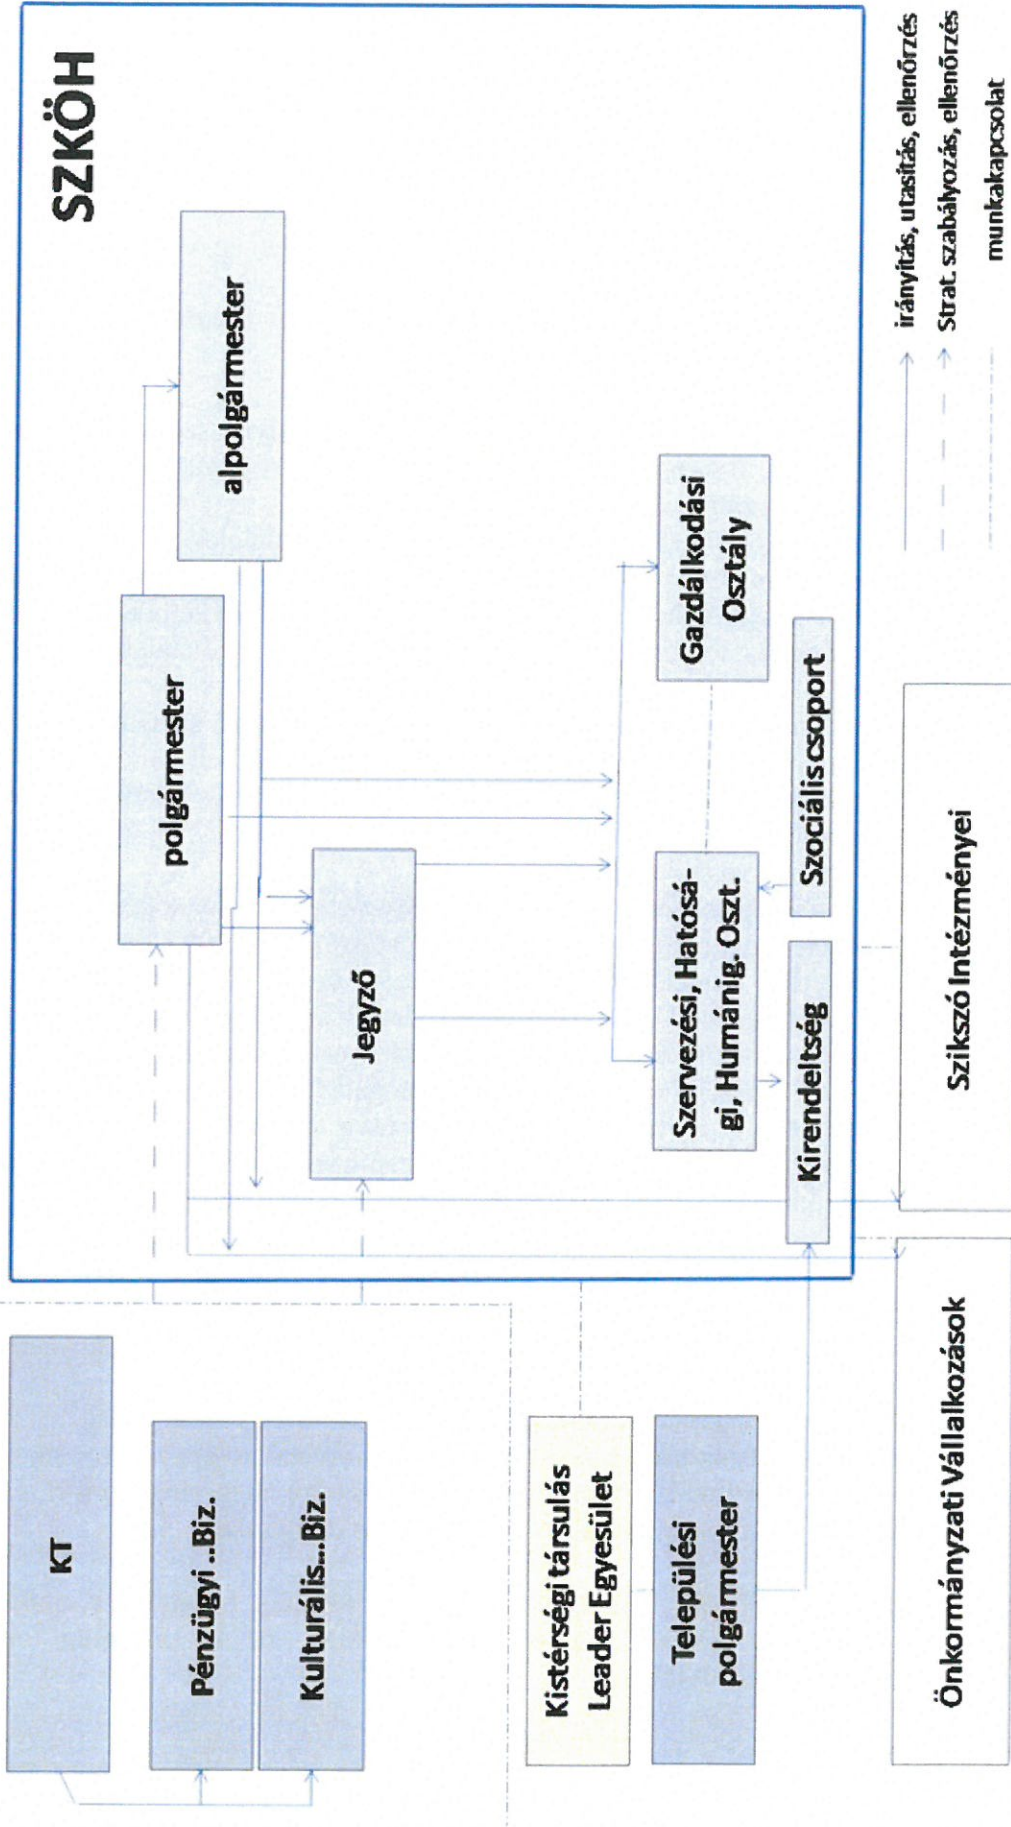 SZKÖH
KT
polgármester
alpolgármester
Pénzügyi ..Biz.
Kulturális...Biz.
Jegyző
Kistérségi társulás
Leader Egyesület
Települési
polgármester
Szervezési, Hatósá-
gi, Humánig. Oszt.
Gazdálkodási
Osztály
Kirendeltség
Szociális csoport
Önkormányzati Vállalkozások
Szikszó Intézményei
irányítás, utasítás, ellenőrzés
Strat. szabályozás, ellenőrzés
munkakapcsolat